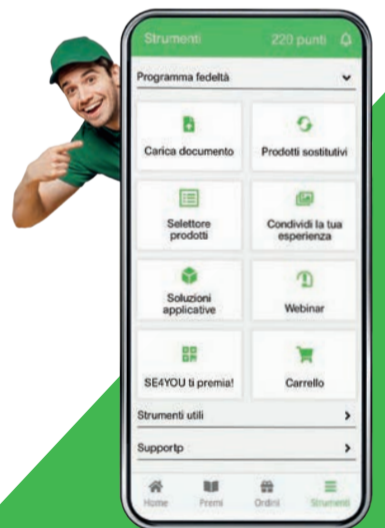 Strumenti 220 punti
Programma fedeltà
Carica documento Prodotti sostitutivi
Selettore prodotti Condividi la tua esperienza
Soluzioni applicative Webinar
SE4YOU ti premia! Carrello
Strumenti utili
Supportp
Home Premi Ordini Strumenti